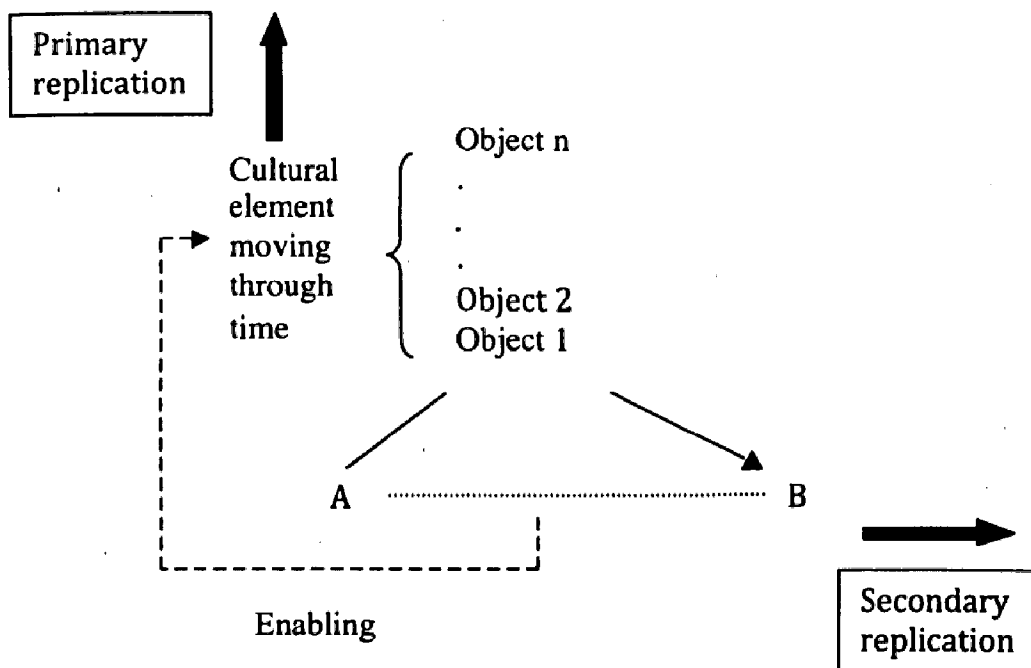 Primary
replication
Object n
Cultural
element
moving
through
time
.
.
.
Object 2
Object 1
A
B
Enabling
Secondary
replication